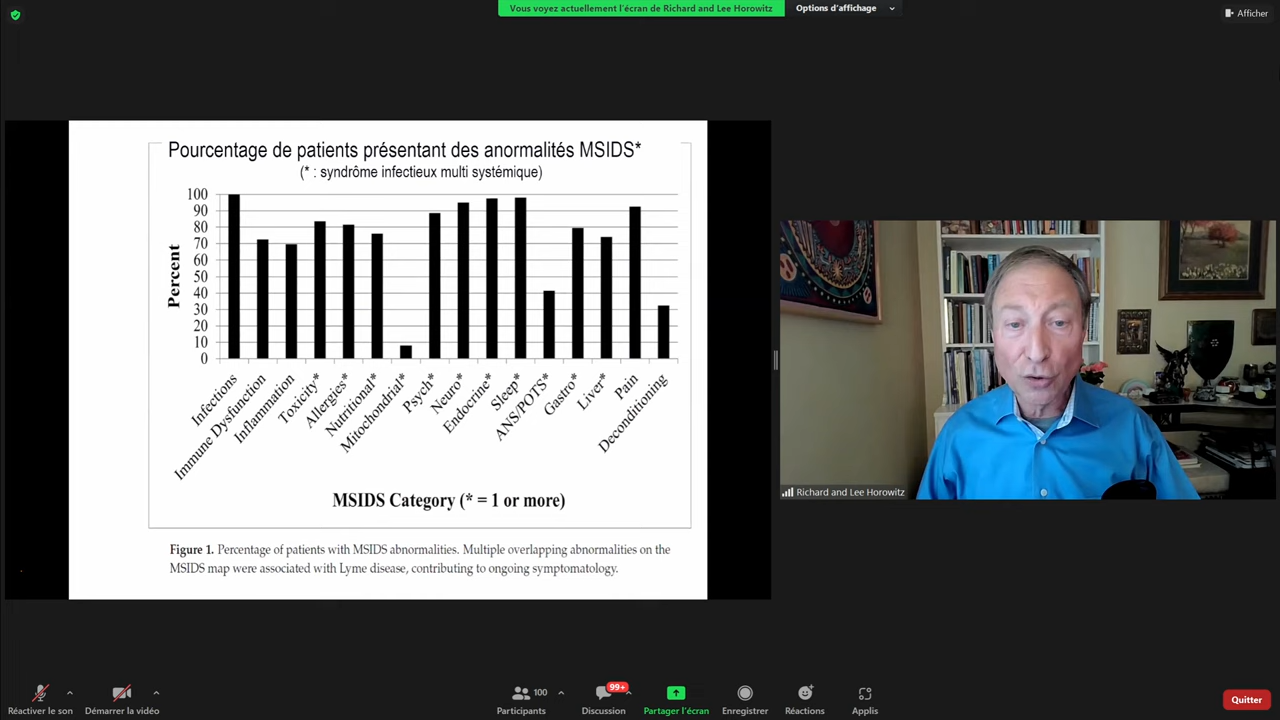 Vous voyez actuellement l'écran de Richard and Lee Horowitz
Options d'affichage
Afficher
Pourcentage de patients présentant des anormalités MSIDS*
(* : syndrôme infectieux multi systémique)
100
90
80
70
60
50
40
30
20
10
0
Percent
Infections
Immune Dysfunction
Inflammation
Toxicity*
Allergies*
Nutritional*
Mitochondrial*
Psych*
Neuro*
Endocrine*
Sleep*
ANS/POTS*
Gastro*
Liver*
Pain
Deconditioning
MSIDS Category (* = 1 or more)
Figure 1. Percentage of patients with MSIDS abnormalities. Multiple overlapping abnormalities on the
MSIDS map were associated with Lyme disease, contributing to ongoing symptomatology.
Richard and Lee Horowitz
Réactiver le son
Démarrer la vidéo
100
Participants
99+
Discussion
Partager l'écran
Enregistrer
Réactions
Applis
Quitter